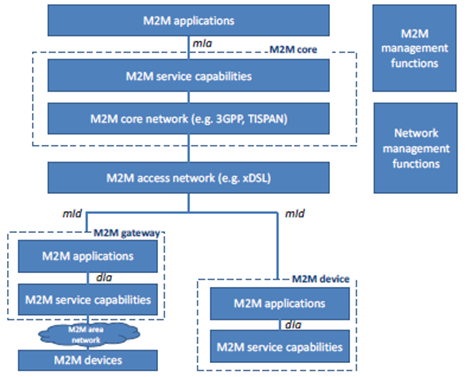 M2M applications
mIa
M2M core
M2M service capabilities
M2M core network (e.g. 3GPP, TISPAN)
M2M access network (e.g. xDSL)
M2M
management
functions
Network
management
functions
mId
mId
M2M gateway
M2M applications
dIa
M2M service capabilities
M2M area
network
M2M devices
M2M device
M2M applications
dIa
M2M service capabilities